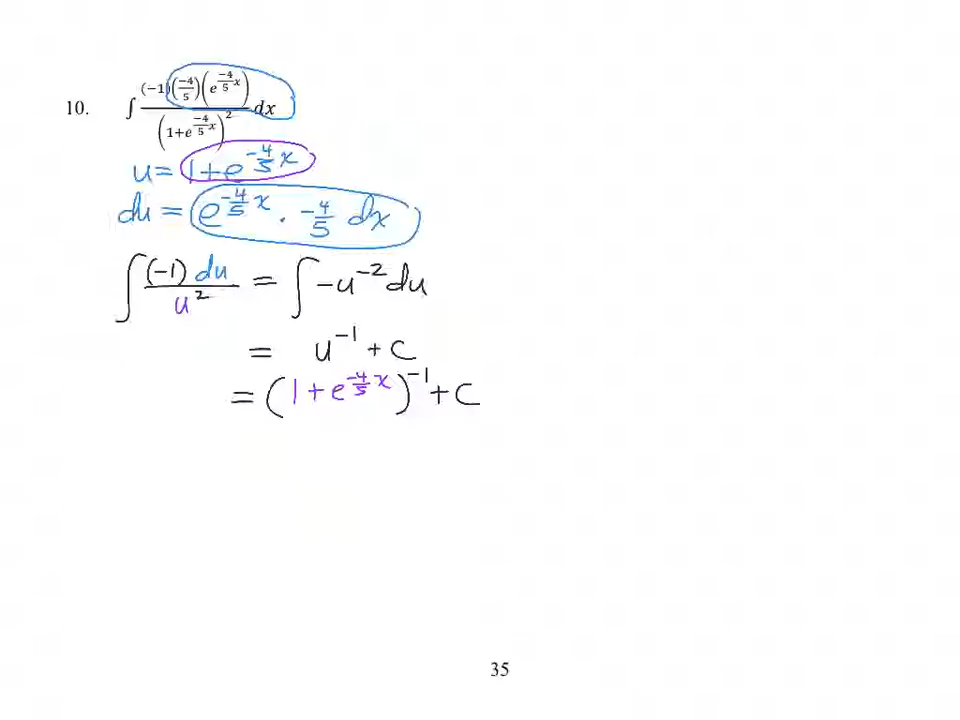 10. ∫ (-1)(-4/5)(e^(-4/5 x)) / (1+e^(-4/5 x))^2 dx
u = 1+e^(-4/5 x)
du = e^(-4/5 x) · -4/5 dx
∫ (-1) du / u^2 = ∫ -u^-2 du
= u^-1 + C
= (1+e^(-4/5 x))^-1 + C
35